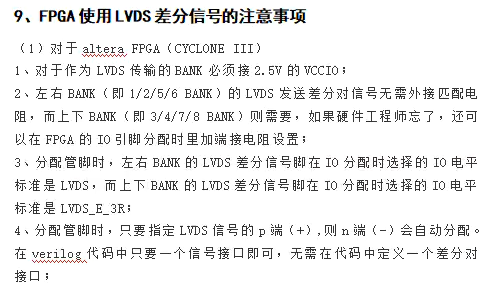 9、FPGA 使用 LVDS 差分信号的注意事项
（1）对于 altera FPGA（CYCLONE III）
1、对于作为 LVDS 传输的 BANK 必须接 2.5V 的 VCCIO；
2、左右 BANK（即 1/2/5/6 BANK）的 LVDS 发送差分对信号无需外接匹配电
阻，而上下 BANK（即 3/4/7/8 BANK）则需要，如果硬件工程师忘了，还可
以在 FPGA 的 IO 引脚分配时里加端接电阻设置；
3、分配管脚时，左右 BANK 的 LVDS 差分信号脚在 IO 分配时选择的 IO 电平
标准是 LVDS，而上下 BANK 的 LVDS 差分信号脚在 IO 分配时选择的 IO 电平
标准是 LVDS_E_3R；
4、分配管脚时，只要指定 LVDS 信号的 p 端（+）,则 n 端（-）会自动分配。
在 verilog 代码中只要一个信号接口即可，无需在代码中定义一个差分对
接口；